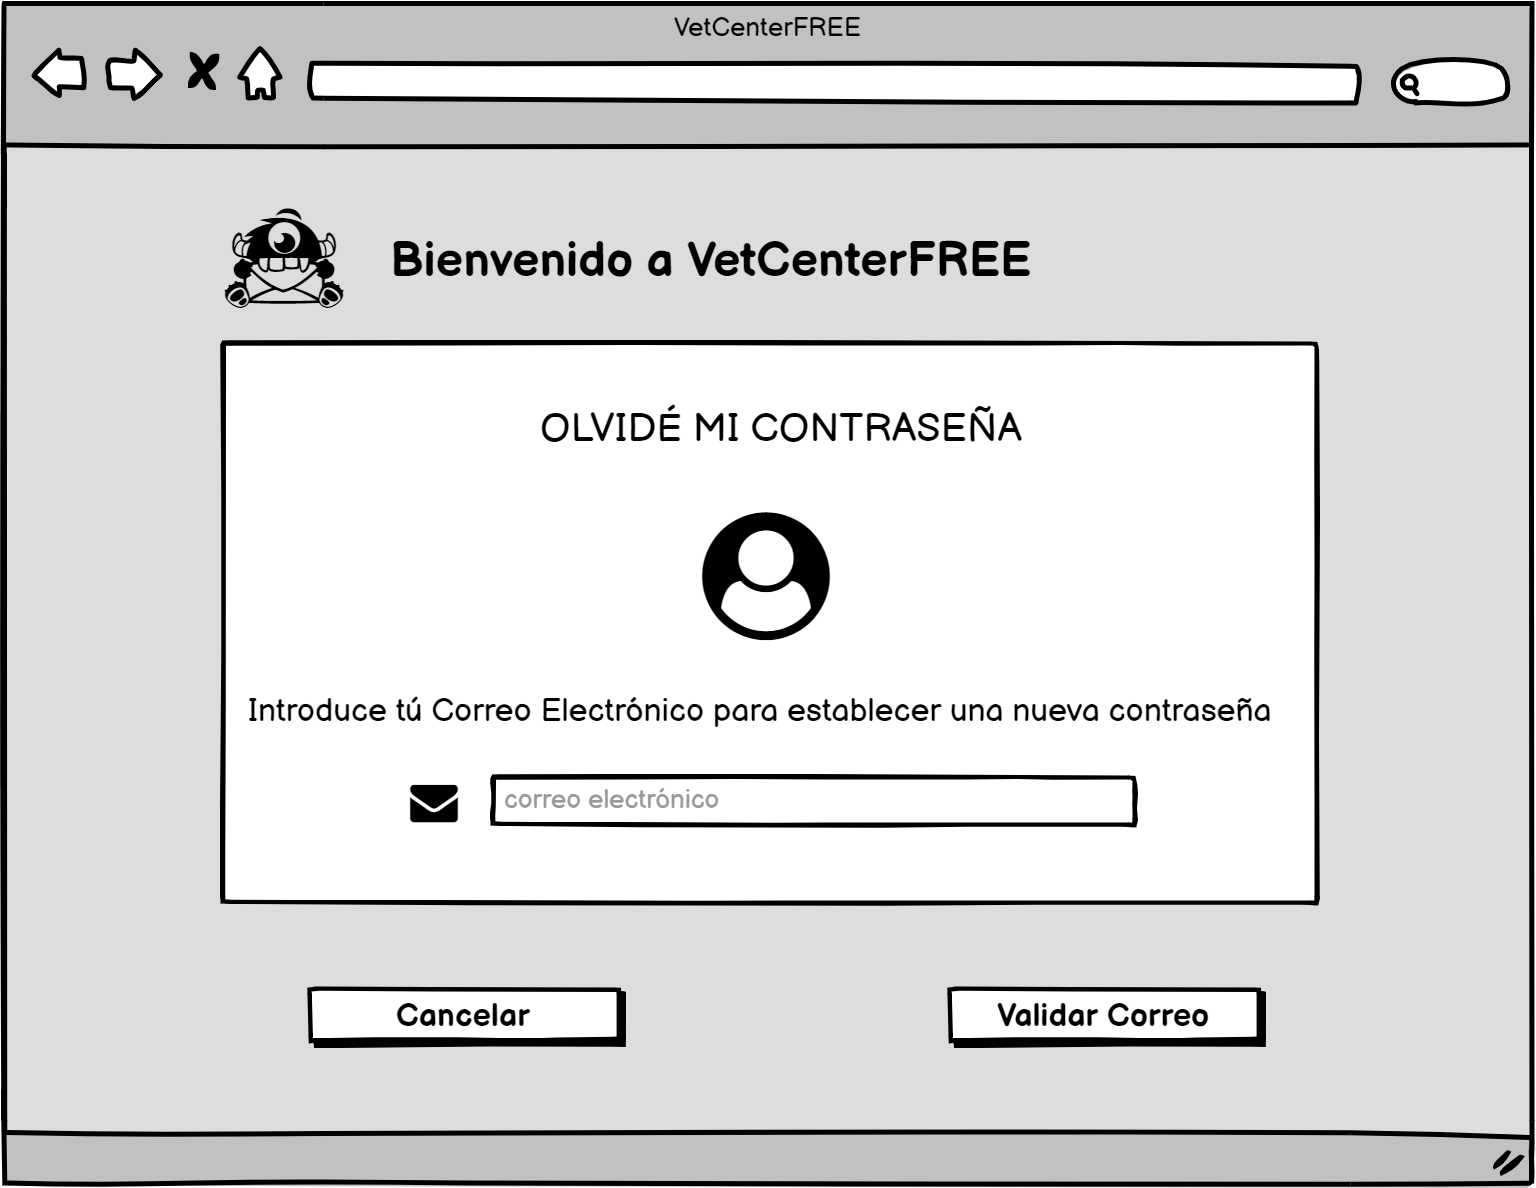 VetCenterFREE
Bienvenido a VetCenterFREE
OLVIDÉ MI CONTRASEÑA
Introduce tú Correo Electrónico para establecer una nueva contraseña
correo electrónico
Cancelar
Validar Correo